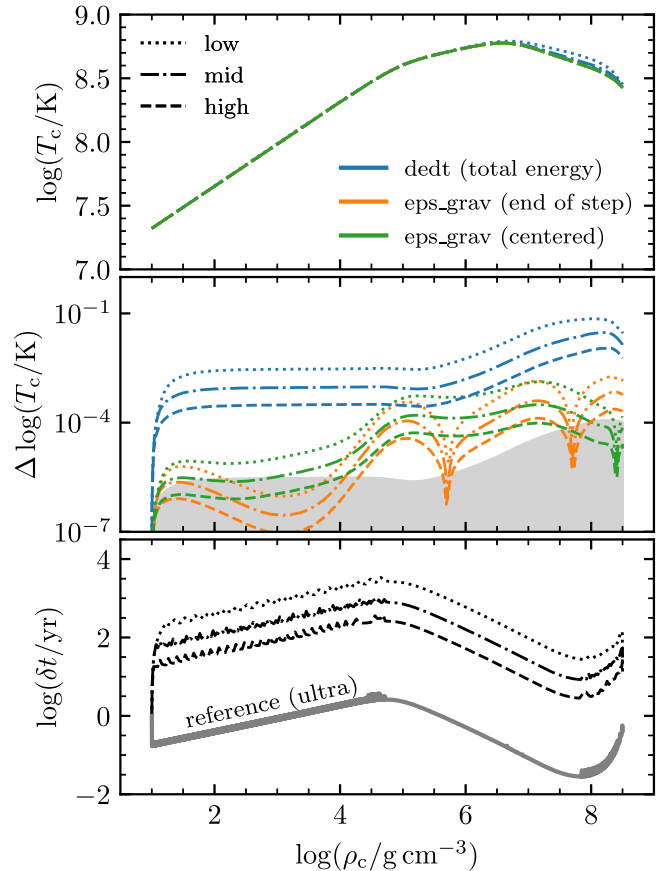 log(T_c/K)
9.0
8.5
8.0
7.5
7.0
low
mid
high
dedt (total energy)
eps_grav (end of step)
eps_grav (centered)
Δ log(T_c/K)
10^−1
10^−4
10^−7
log(δt/yr)
4
2
0
−2
reference (ultra)
2
4
6
8
log(ρ_c/g cm^−3)